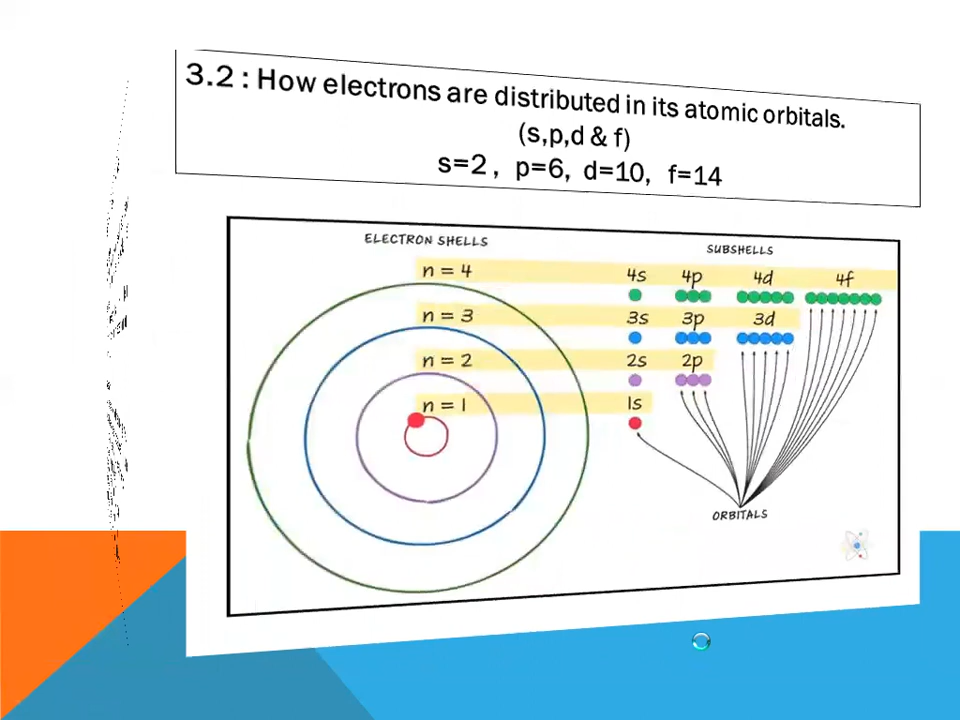 3.2 : How electrons are distributed in its atomic orbitals.
(s,p,d & f)
s=2 , p=6, d=10, f=14
ELECTRON SHELLS
SUBSHELLS
n = 4 4s 4p 4d 4f
n = 3 3s 3p 3d
n = 2 2s 2p
n = 1 1s
ORBITALS